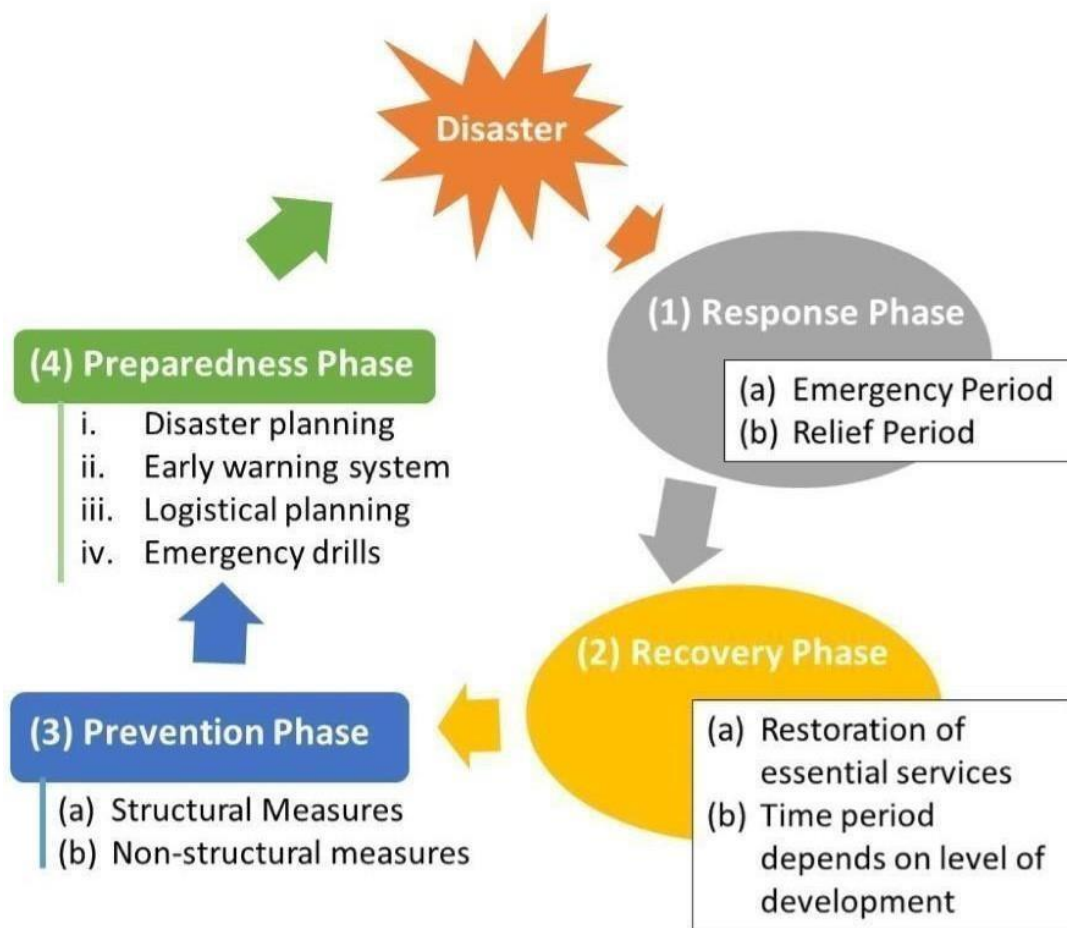 Disaster
(1) Response Phase
(a) Emergency Period
(b) Relief Period
(2) Recovery Phase
(a) Restoration of
essential services
(b) Time period
depends on level of
development
(3) Prevention Phase
(a) Structural Measures
(b) Non-structural measures
(4) Preparedness Phase
i. Disaster planning
ii. Early warning system
iii. Logistical planning
iv. Emergency drills